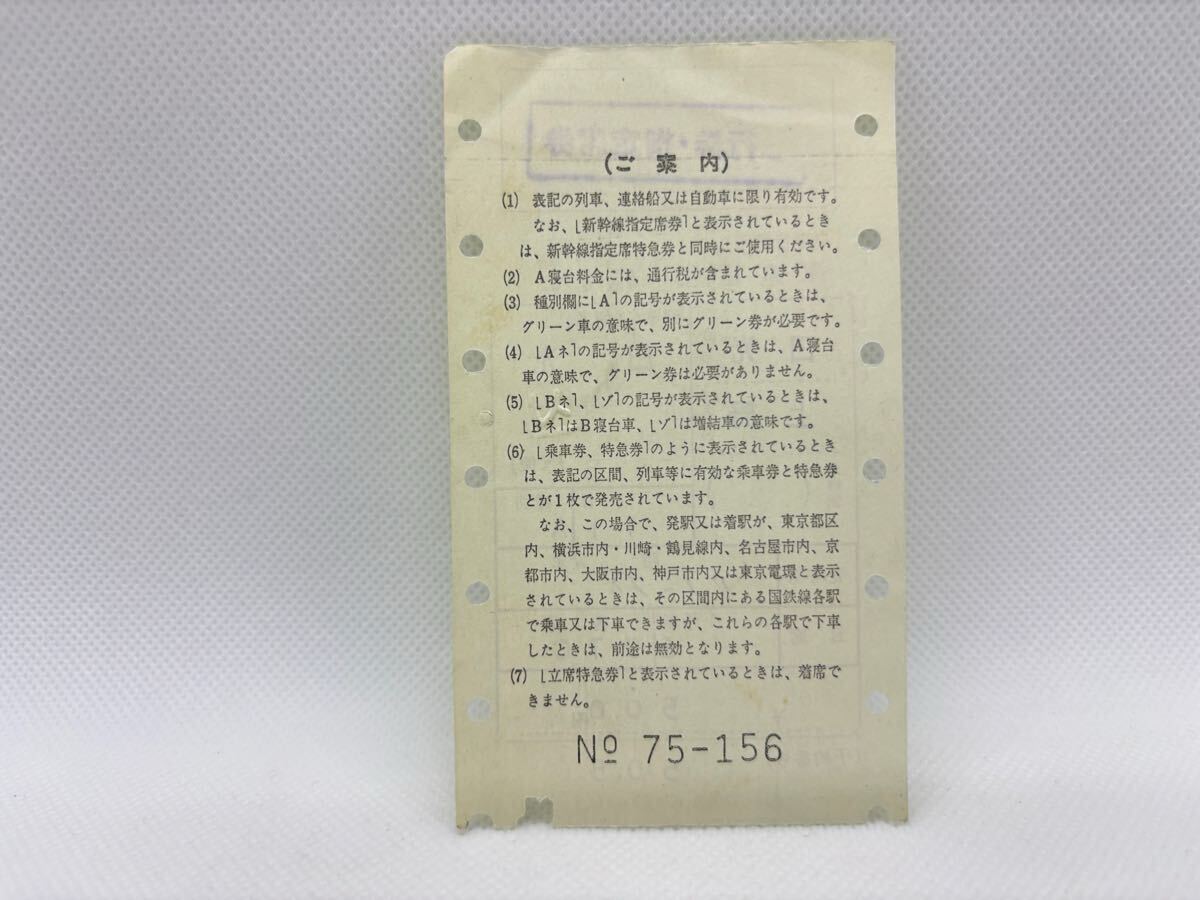 (ご案内)
(1) 表記の列車、連絡船又は自動車に限り有効です。
なお、⌊新幹線指定席券⌉と表示されているとき
は、新幹線指定席特急券と同時にご使用ください。
(2) A寝台料金には、通行税が含まれています。
(3) 種別欄に⌊A⌉の記号が表示されているときは、
グリーン車の意味で、別にグリーン券が必要です。
(4) ⌊Aネ⌉の記号が表示されているときは、A寝台
車の意味で、グリーン券は必要がありません。
(5) ⌊Bネ⌉、⌊ゾ⌉の記号が表示されているときは、
⌊Bネ⌉はB寝台車、⌊ゾ⌉は増結車の意味です。
(6) ⌊乗車券、特急券⌉のように表示されているとき
は、表記の区間、列車等に有効な乗車券と特急券
とが1枚で発売されています。
なお、この場合で、発駅又は着駅が、東京都区
内、横浜市内・川崎・鶴見線内、名古屋市内、京
都市内、大阪市内、神戸市内又は東京電環と表示
されているときは、その区間内にある国鉄線各駅
で乗車又は下車できますが、これらの各駅で下車
したときは、前途は無効となります。
(7) ⌊立席特急券⌉と表示されているときは、着席で
きません。
№ 75-156